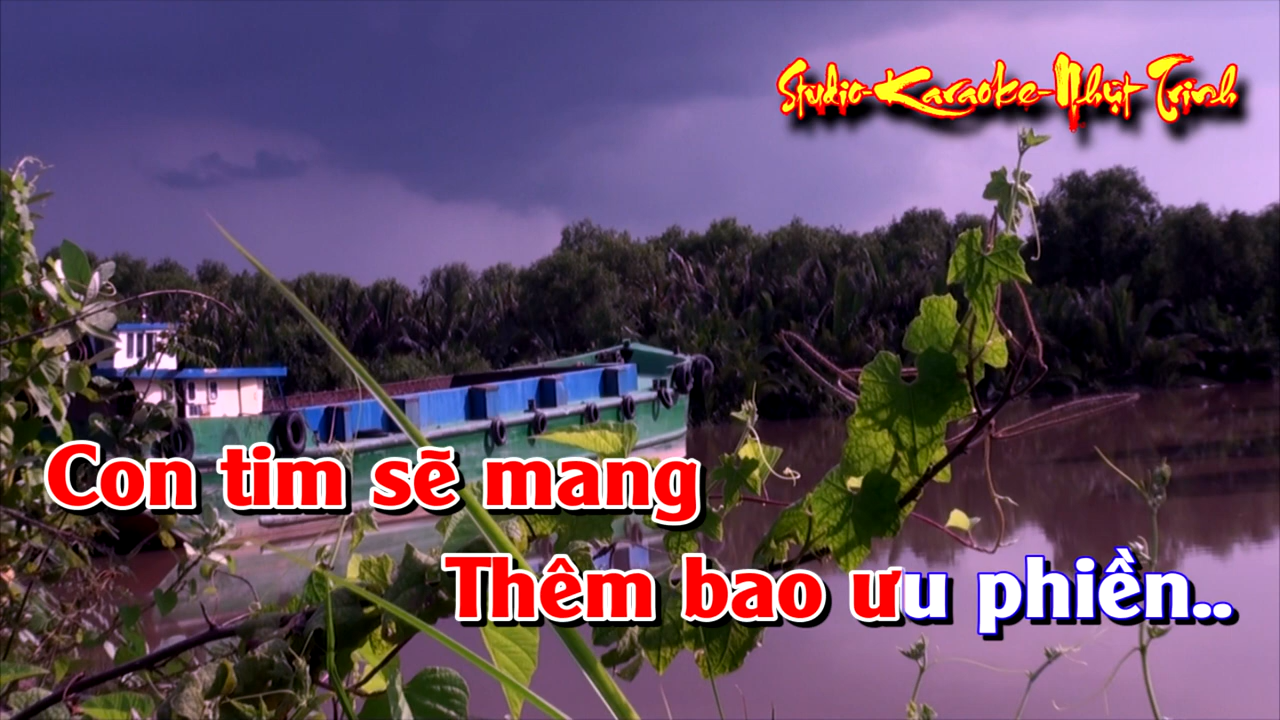 Studio-Karaoke-Nhựt-Trinh
Con tim sẽ mang
Thêm bao ưu phiền..